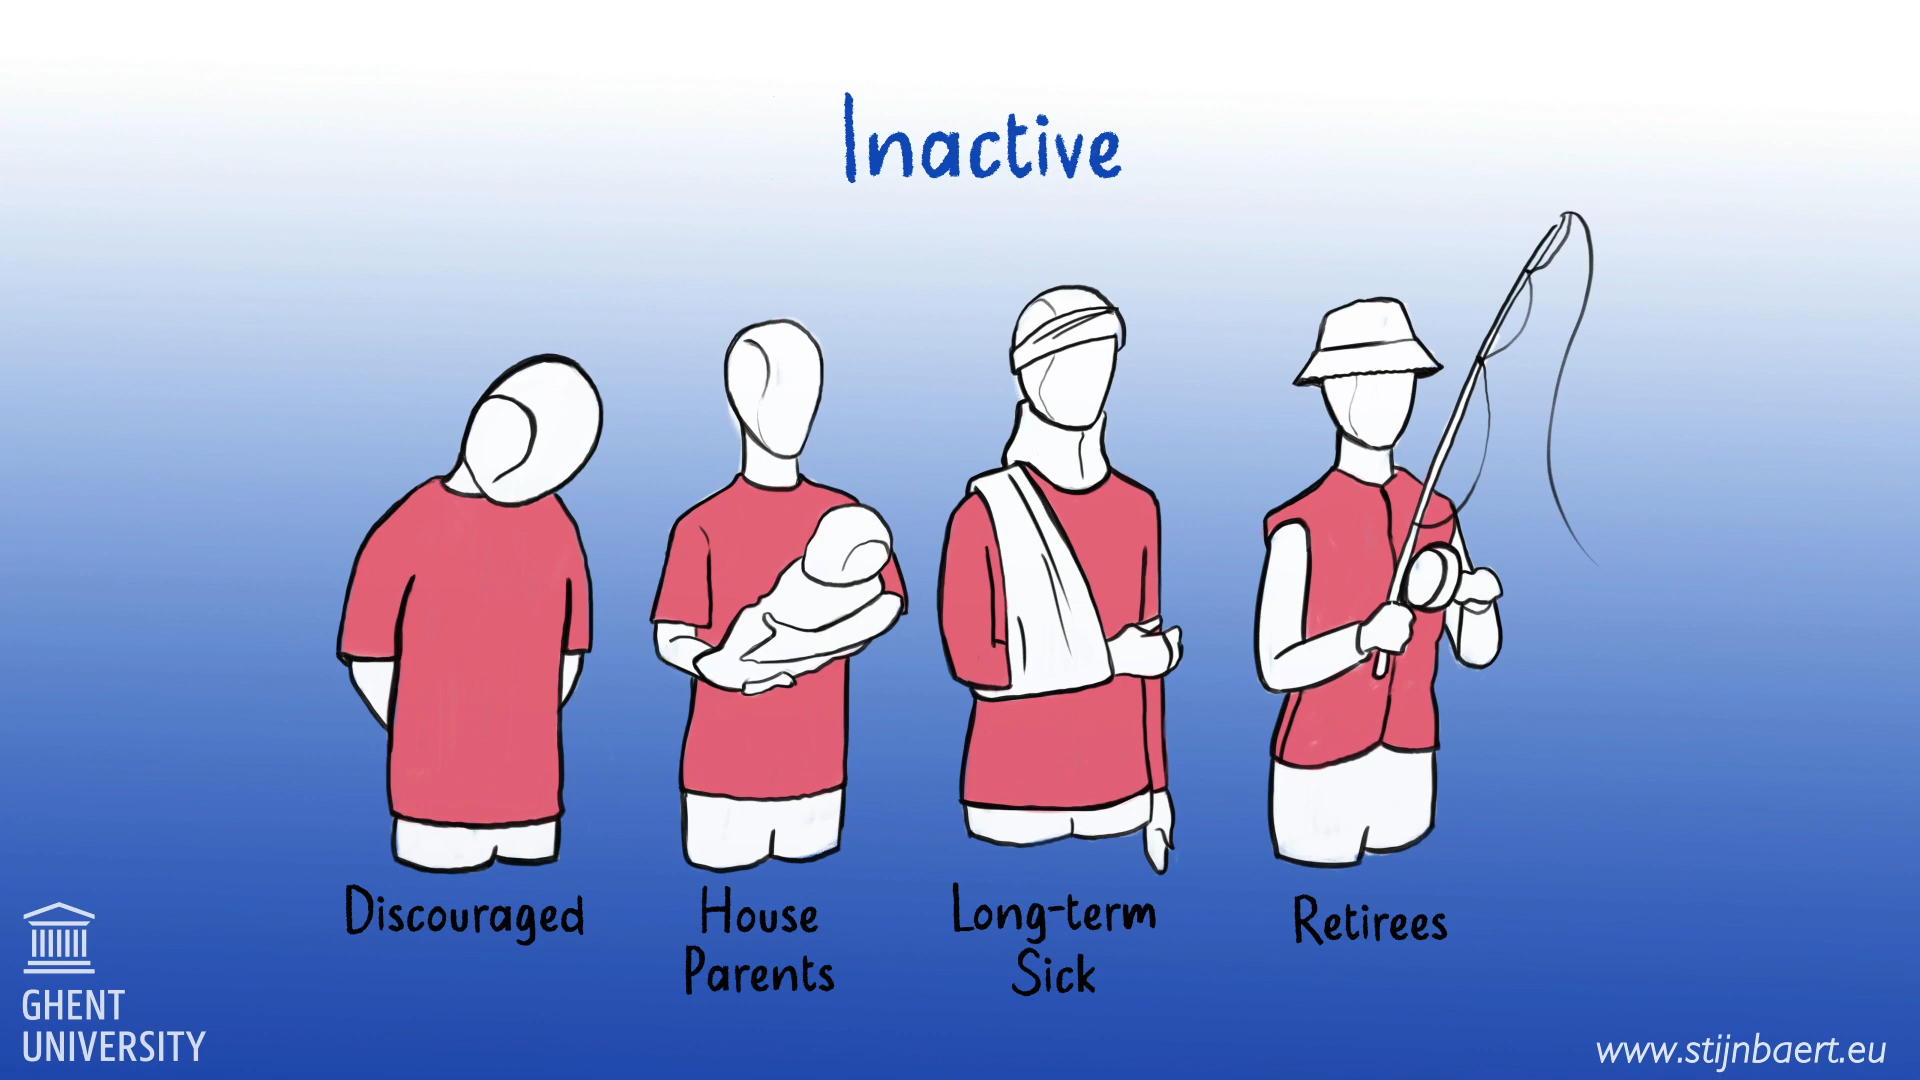 Inactive
Discouraged
House
Parents
Long-term
Sick
Retirees
GHENT
UNIVERSITY
www.stijnbaert.eu